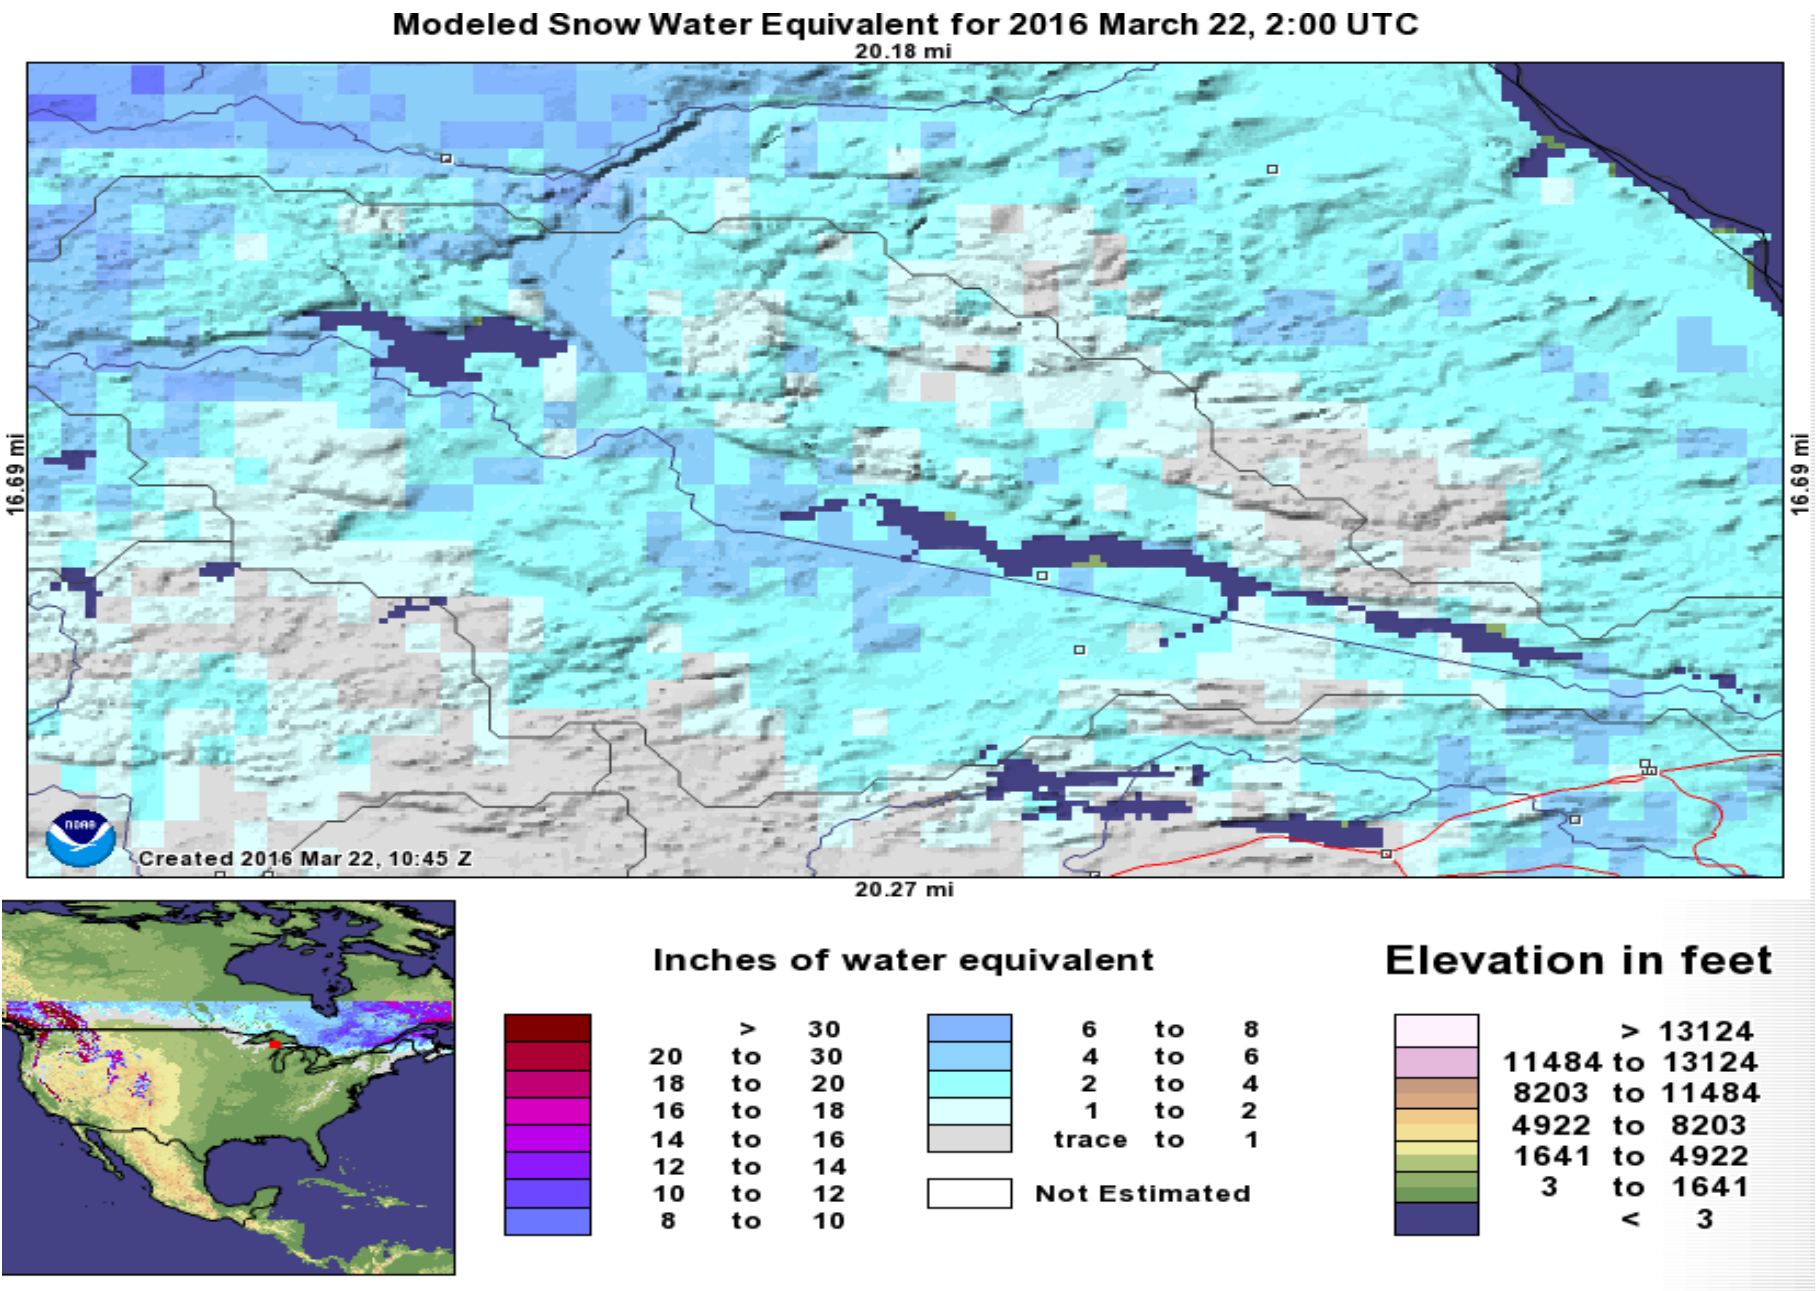 Modeled Snow Water Equivalent for 2016 March 22, 2:00 UTC
20.18 mi
16.69 mi
16.69 mi
noaa
Created 2016 Mar 22, 10:45 Z
20.27 mi
Inches of water equivalent
> 30
20 to 30
18 to 20
16 to 18
14 to 16
12 to 14
10 to 12
8 to 10
6 to 8
4 to 6
2 to 4
1 to 2
trace to 1
Not Estimated
Elevation in feet
> 13124
11484 to 13124
8203 to 11484
4922 to 8203
1641 to 4922
3 to 1641
< 3